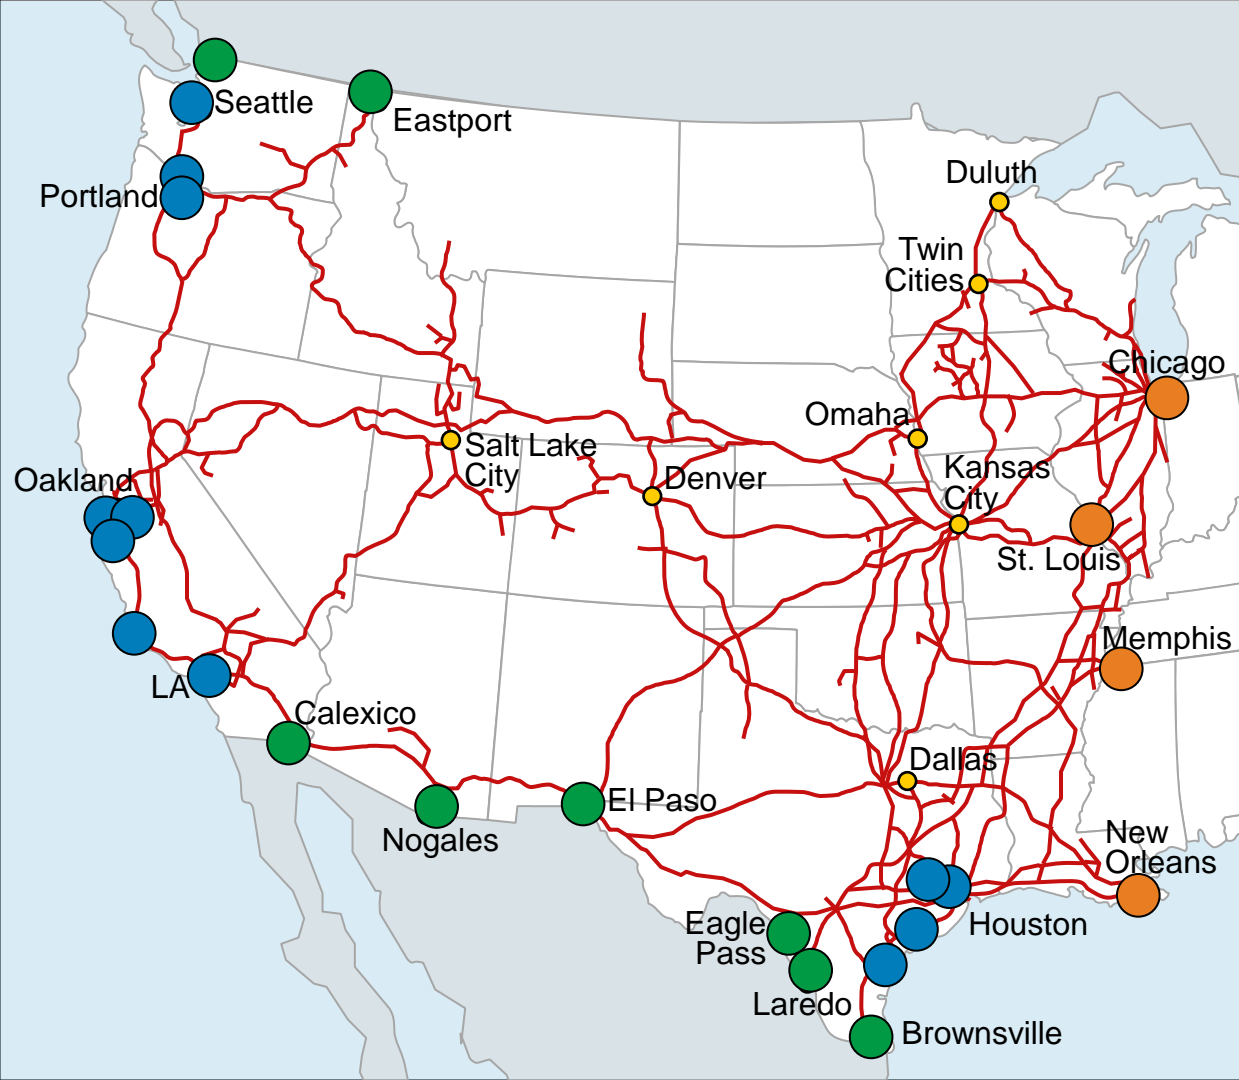 Seattle
Eastport
Portland
Duluth
Twin
Cities
Chicago
Omaha
Salt Lake
City
Denver
Kansas
City
Oakland
St. Louis
Memphis
LA
Calexico
Dallas
El Paso
Nogales
New
Orleans
Eagle
Pass
Houston
Laredo
Brownsville